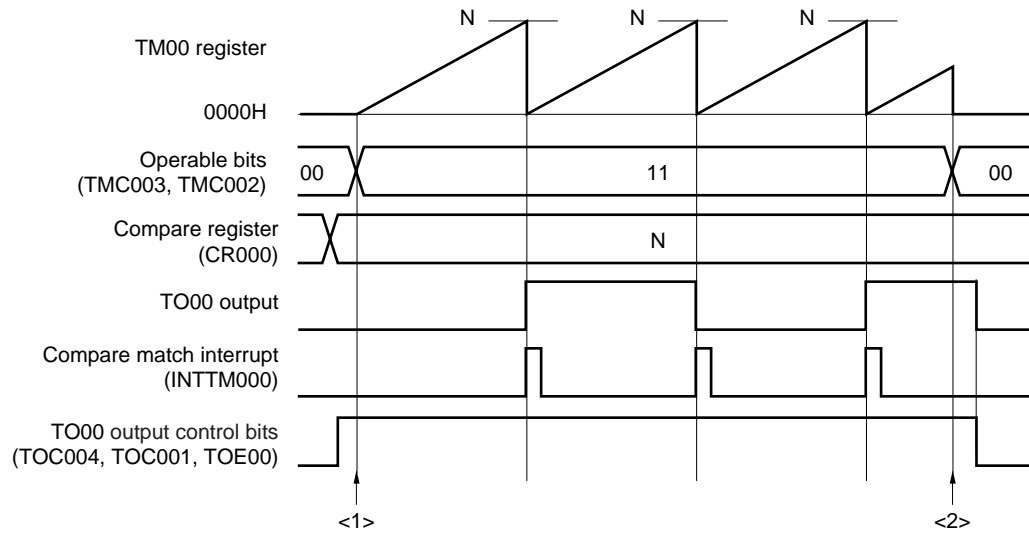 N N N
TM00 register
0000H
Operable bits
(TMC003, TMC002)
00 11 00
Compare register
(CR000)
N
TO00 output
Compare match interrupt
(INTTM000)
TO00 output control bits
(TOC004, TOC001, TOE00)
<1> <2>